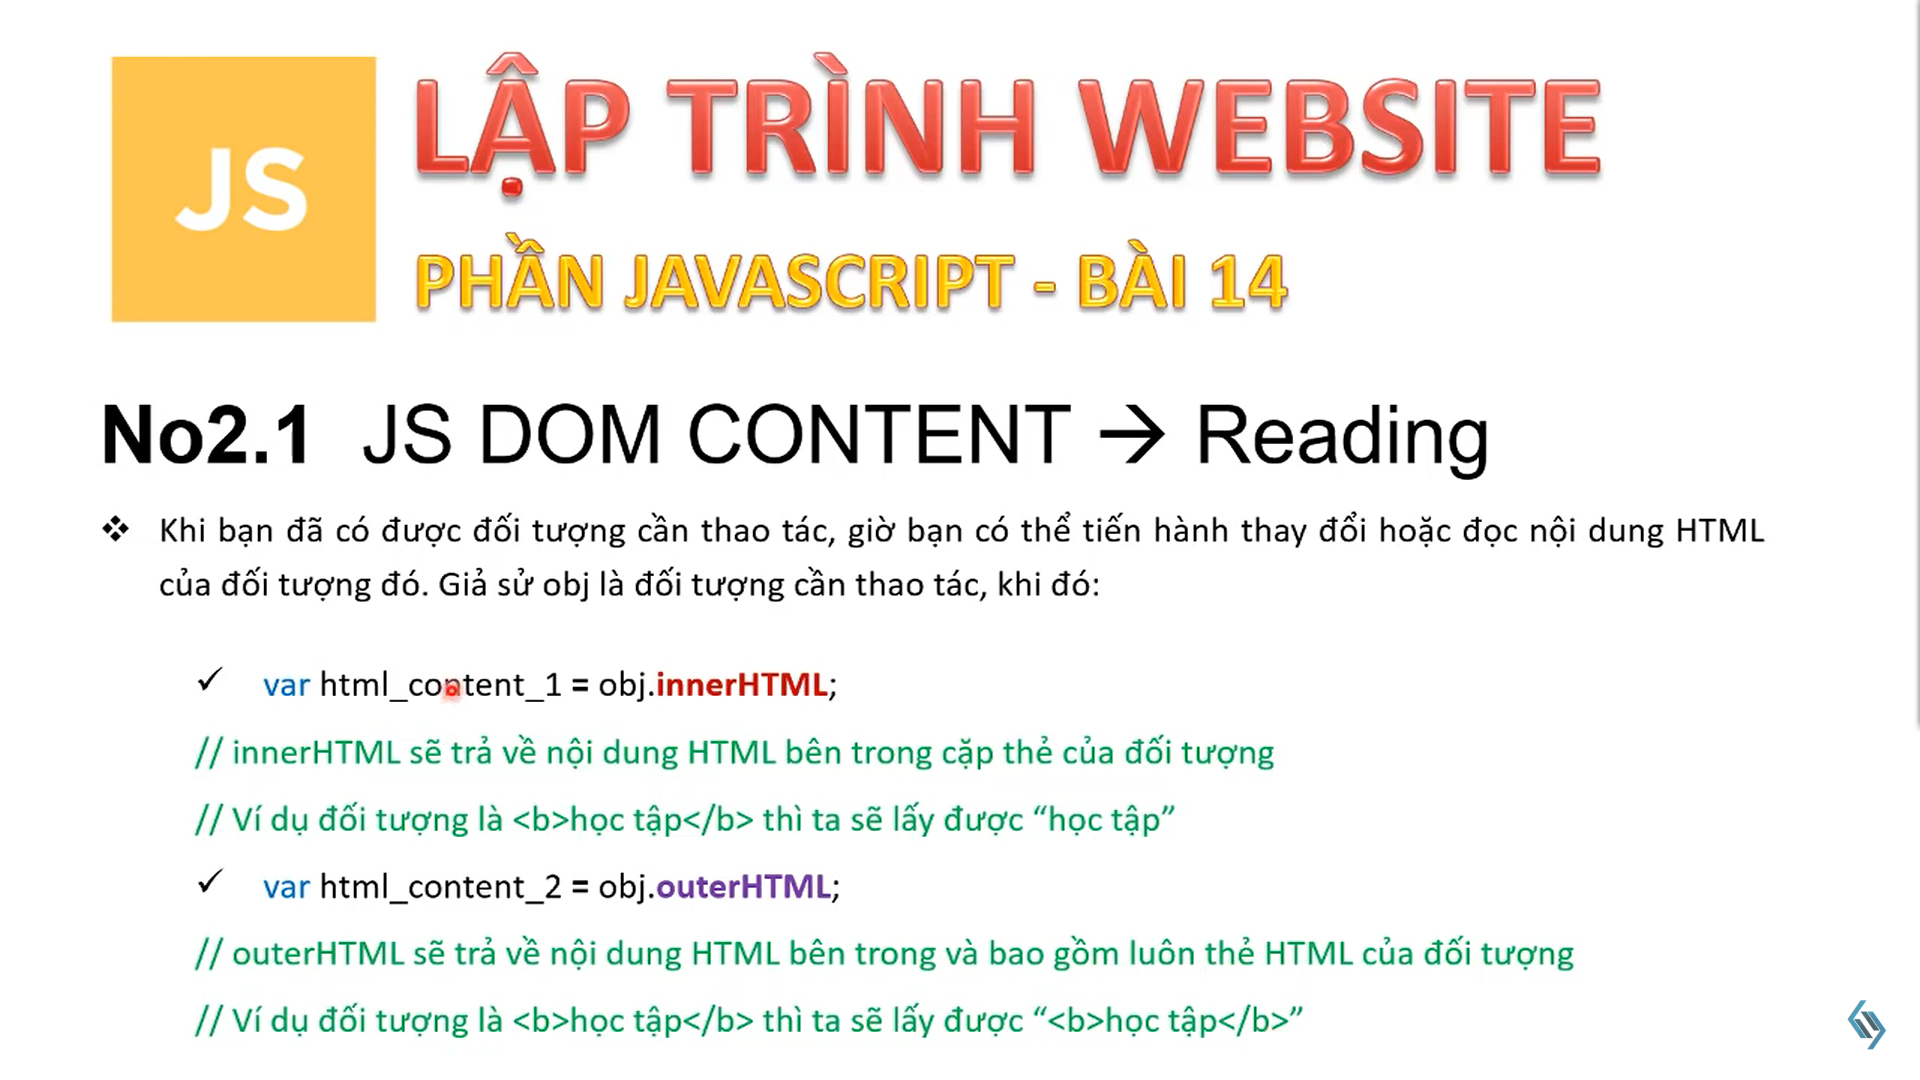 JS
LẬP TRÌNH WEBSITE
PHẦN JAVASCRIPT - BÀI 14
No2.1 JS DOM CONTENT → Reading
❖ Khi bạn đã có được đối tượng cần thao tác, giờ bạn có thể tiến hành thay đổi hoặc đọc nội dung HTML
của đối tượng đó. Giả sử obj là đối tượng cần thao tác, khi đó:
✓ var html_content_1 = obj.innerHTML;
// innerHTML sẽ trả về nội dung HTML bên trong cặp thẻ của đối tượng
// Ví dụ đối tượng là <b>học tập</b> thì ta sẽ lấy được “học tập”
✓ var html_content_2 = obj.outerHTML;
// outerHTML sẽ trả về nội dung HTML bên trong và bao gồm luôn thẻ HTML của đối tượng
// Ví dụ đối tượng là <b>học tập</b> thì ta sẽ lấy được “<b>học tập</b>”